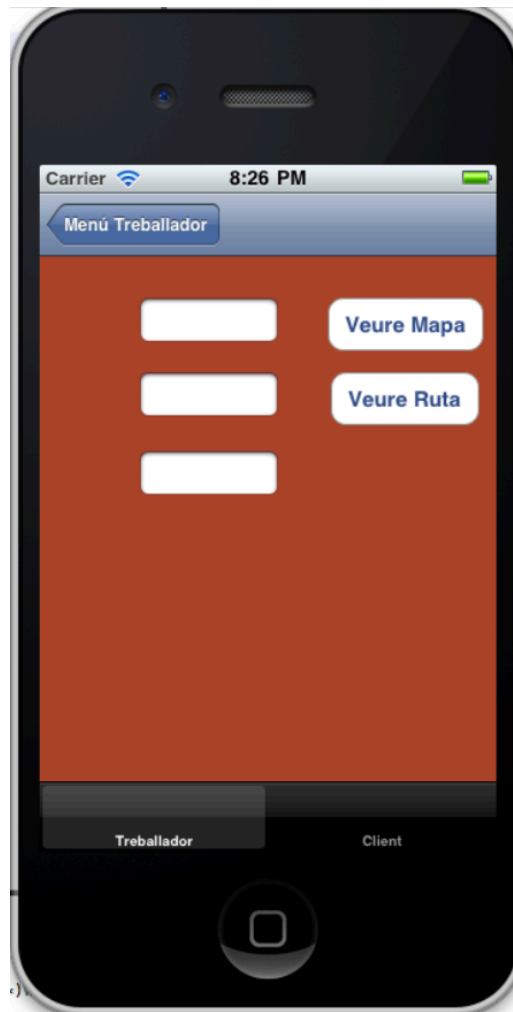 Carrier 8:26 PM
Menú Treballador
Veure Mapa
Veure Ruta
Treballador Client